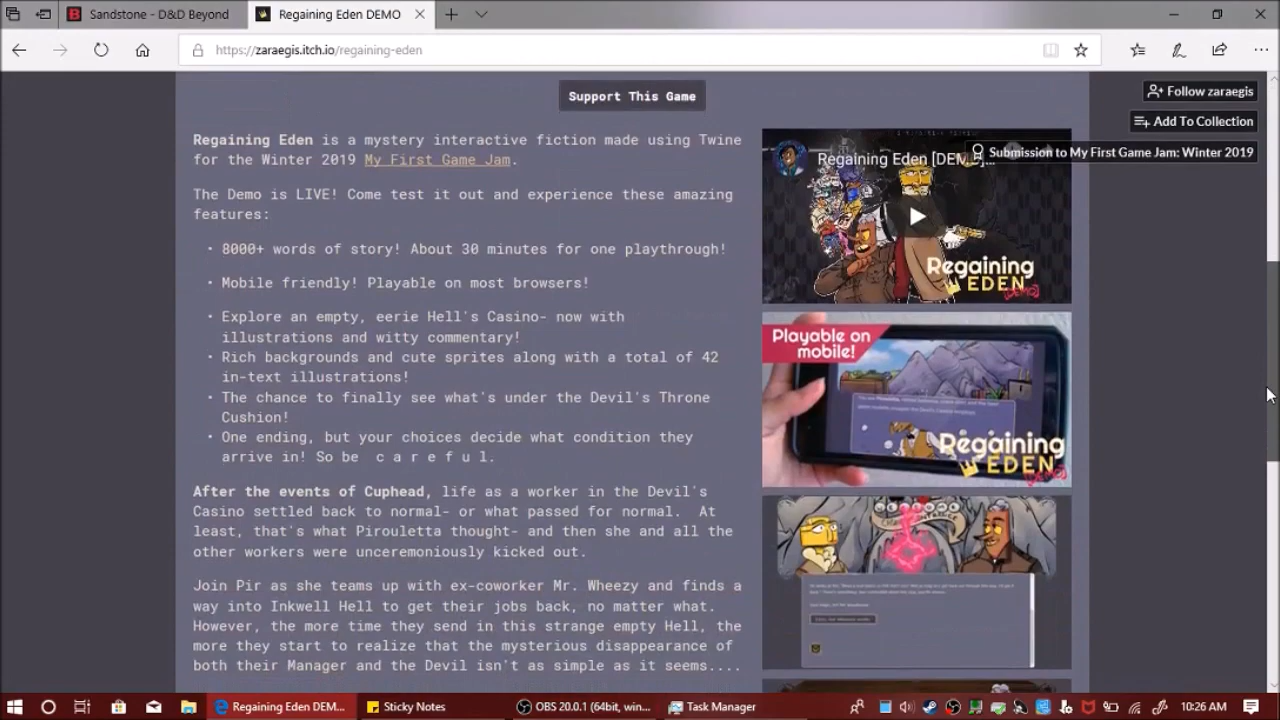 Sandstone - D&D Beyond
Regaining Eden DEMO
https://zaraegis.itch.io/regaining-eden
Follow zaraegis
Add To Collection
Submission to My First Game Jam: Winter 2019
Support This Game
Regaining Eden is a mystery interactive fiction made using Twine
for the Winter 2019 My First Game Jam.
The Demo is LIVE! Come test it out and experience these amazing
features:
• 8000+ words of story! About 30 minutes for one playthrough!
• Mobile friendly! Playable on most browsers!
• Explore an empty, eerie Hell's Casino- now with
illustrations and witty commentary!
• Rich backgrounds and cute sprites along with a total of 42
in-text illustrations!
• The chance to finally see what's under the Devil's Throne
Cushion!
• One ending, but your choices decide what condition they
arrive in! So be c a r e f u l.
After the events of Cuphead, life as a worker in the Devil's
Casino settled back to normal- or what passed for normal. At
least, that's what Pirouletta thought- and then she and all the
other workers were unceremoniously kicked out.
Join Pir as she teams up with ex-coworker Mr. Wheezy and finds a
way into Inkwell Hell to get their jobs back, no matter what.
However, the more time they send in this strange empty Hell, the
more they start to realize that the mysterious disappearance of
both their Manager and the Devil isn't as simple as it seems....
Regaining Eden [DEM
Regaining
EDEN
[DEMO]
Playable on
mobile!
Regaining
EDEN
[DEMO]
Regaining Eden DEM...
Sticky Notes
OBS 20.0.1 (64bit, win...
Task Manager
10:26 AM